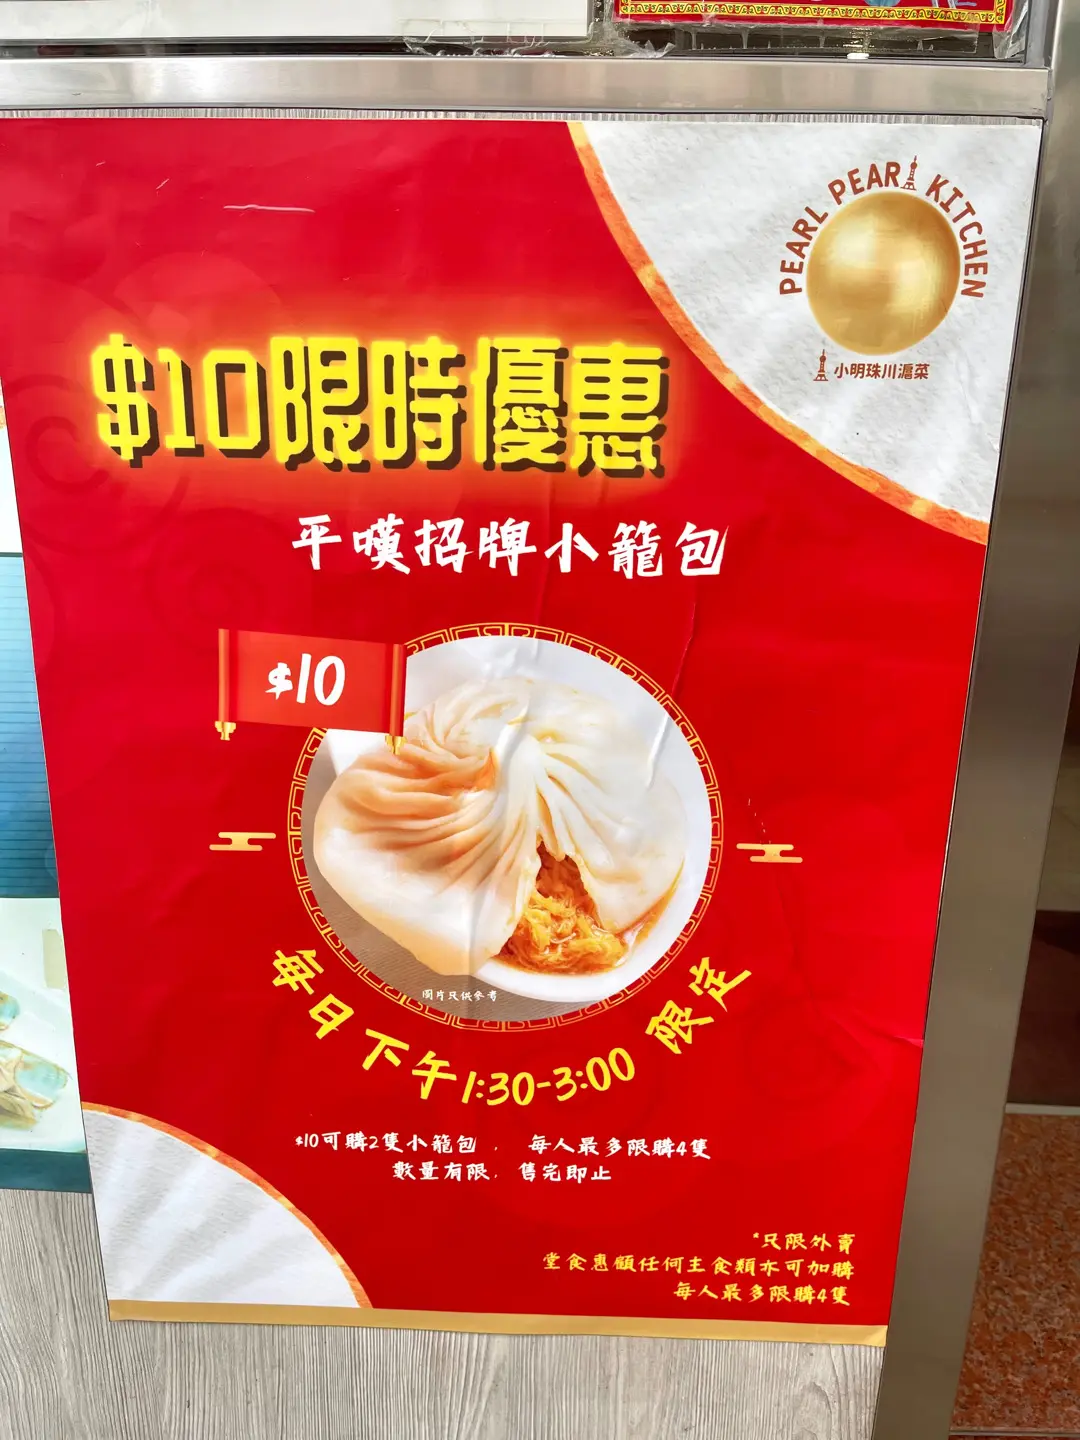 PEARL PEARL KITCHEN
小明珠川滬菜
$10限時優惠
平嘆招牌小籠包
$10
圖片只供參考
每日下午1:30-3:00 限定
$10可購2隻小籠包 , 每人最多限購4隻
數量有限, 售完即止
*只限外賣
堂食惠顧任何主食類亦可加購
每人最多限購4隻